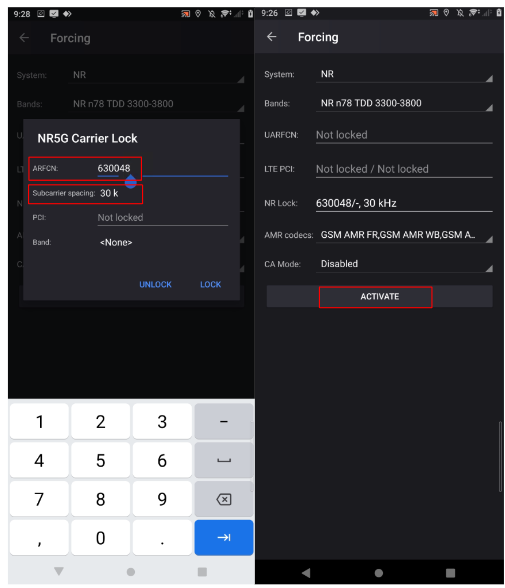 9:28
Forcing
System:
NR
Bands:
NR n78 TDD 3300-3800
NR5G Carrier Lock
ARFCN:
630048
Subcarrier spacing:
30 k
PCI:
Not locked
Band:
<None>
UNLOCK
LOCK
1
2
3
–
4
5
6
7
8
9
,
0
.
9:26
Forcing
System:
NR
Bands:
NR n78 TDD 3300-3800
UARFCN:
Not locked
LTE PCI:
Not locked / Not locked
NR Lock:
630048/-, 30 kHz
AMR codecs:
GSM AMR FR,GSM AMR WB,GSM A..
CA Mode:
Disabled
ACTIVATE